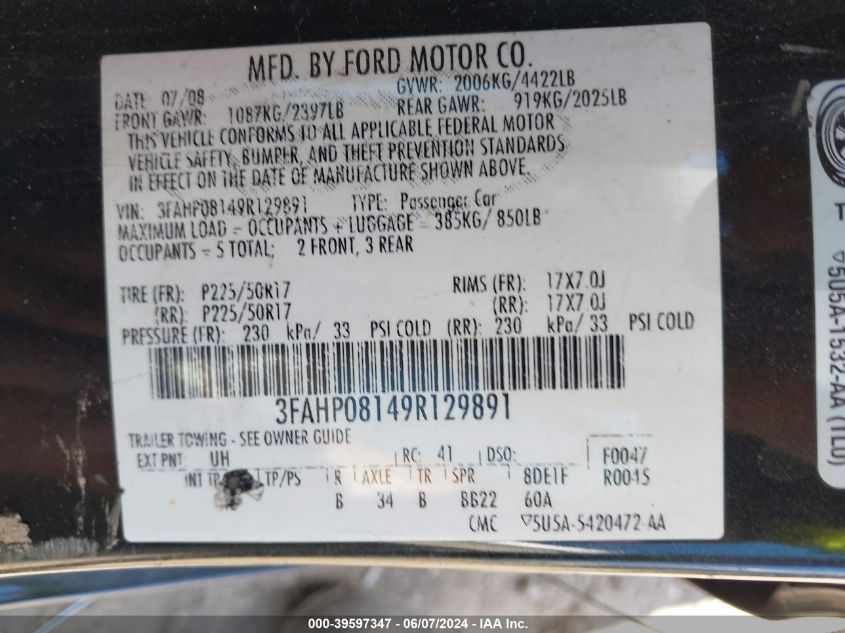 MFD. BY FORD MOTOR CO.
DATE: 07/08 GVWR: 2006KG/4422LB
FRONT GAWR: 1087KG/2397LB REAR GAWR: 919KG/2025LB
THIS VEHICLE CONFORMS TO ALL APPLICABLE FEDERAL MOTOR
VEHICLE SAFETY, BUMPER, AND THEFT PREVENTION STANDARDS
IN EFFECT ON THE DATE OF MANUFACTURE SHOWN ABOVE.
VIN: 3FAHP08149R129891 TYPE: Passenger Car
MAXIMUM LOAD = OCCUPANTS + LUGGAGE = 385KG/ 850LB
OCCUPANTS = 5 TOTAL; 2 FRONT, 3 REAR
TIRE (FR): P225/50R17 RIMS (FR): 17X7.0J
(RR): P225/50R17 (RR): 17X7.0J
PRESSURE (FR): 230 kPa/ 33 PSI COLD (RR): 230 kPa/ 33 PSI COLD
3FAHP08149R129891
TRAILER TOWING - SEE OWNER GUIDE
EXT PNT: UH RC: 41 DSO: F0047
INT TR TP/PS R AXLE TR SPR 8DE1F R0045
B 34 B BB22 60A
CMC ▽5U5A-5420472-AA
T
▽5U5A-1532-AA (1L0)
000-39597347 - 06/07/2024 - IAA Inc.